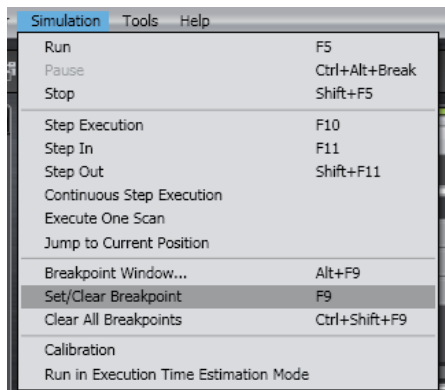 Simulation Tools Help
Run F5
Pause Ctrl+Alt+Break
Stop Shift+F5
Step Execution F10
Step In F11
Step Out Shift+F11
Continuous Step Execution
Execute One Scan
Jump to Current Position
Breakpoint Window... Alt+F9
Set/Clear Breakpoint F9
Clear All Breakpoints Ctrl+Shift+F9
Calibration
Run in Execution Time Estimation Mode